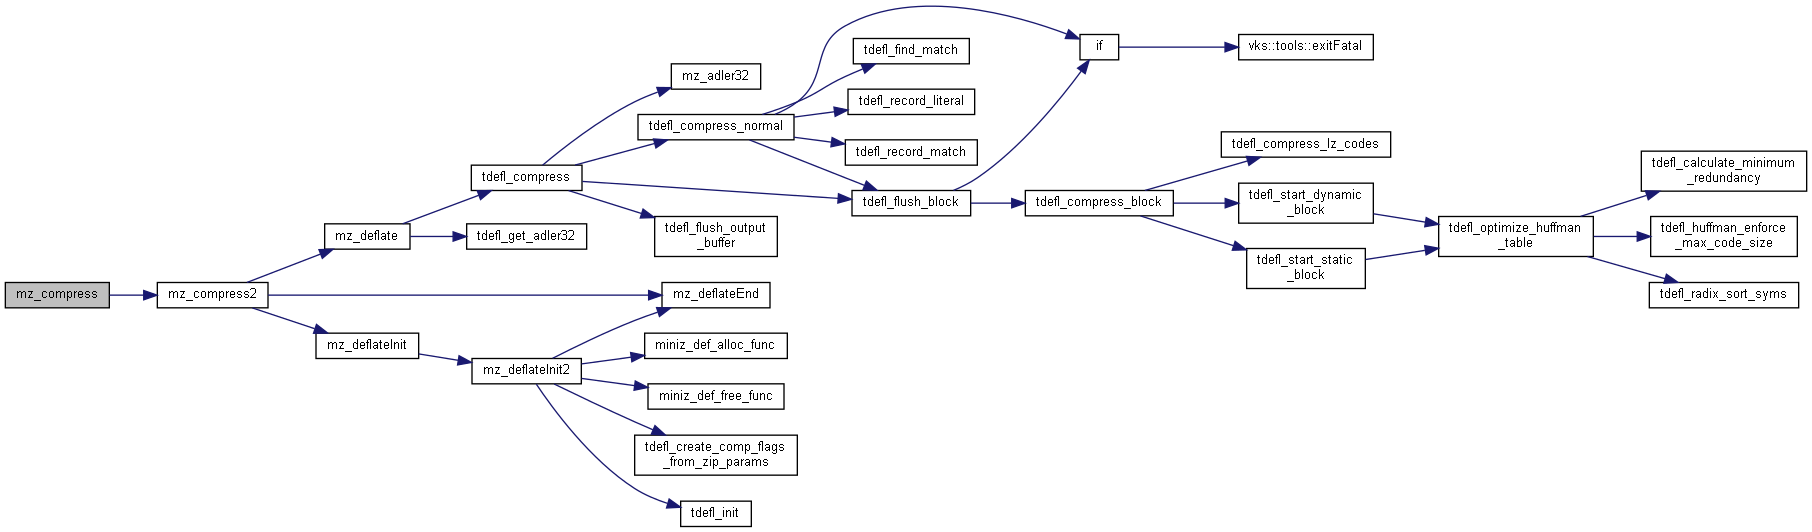 mz_compress
mz_compress2
mz_deflate
mz_deflateInit
tdefl_compress
tdefl_get_adler32
mz_deflateInit2
mz_adler32
tdefl_compress_normal
tdefl_flush_output
_buffer
mz_deflateEnd
miniz_def_alloc_func
miniz_def_free_func
tdefl_create_comp_flags
_from_zip_params
tdefl_init
tdefl_find_match
tdefl_record_literal
tdefl_record_match
tdefl_flush_block
if
tdefl_compress_block
vks::tools::exitFatal
tdefl_compress_lz_codes
tdefl_start_dynamic
_block
tdefl_start_static
_block
tdefl_optimize_huffman
_table
tdefl_calculate_minimum
_redundancy
tdefl_huffman_enforce
_max_code_size
tdefl_radix_sort_syms